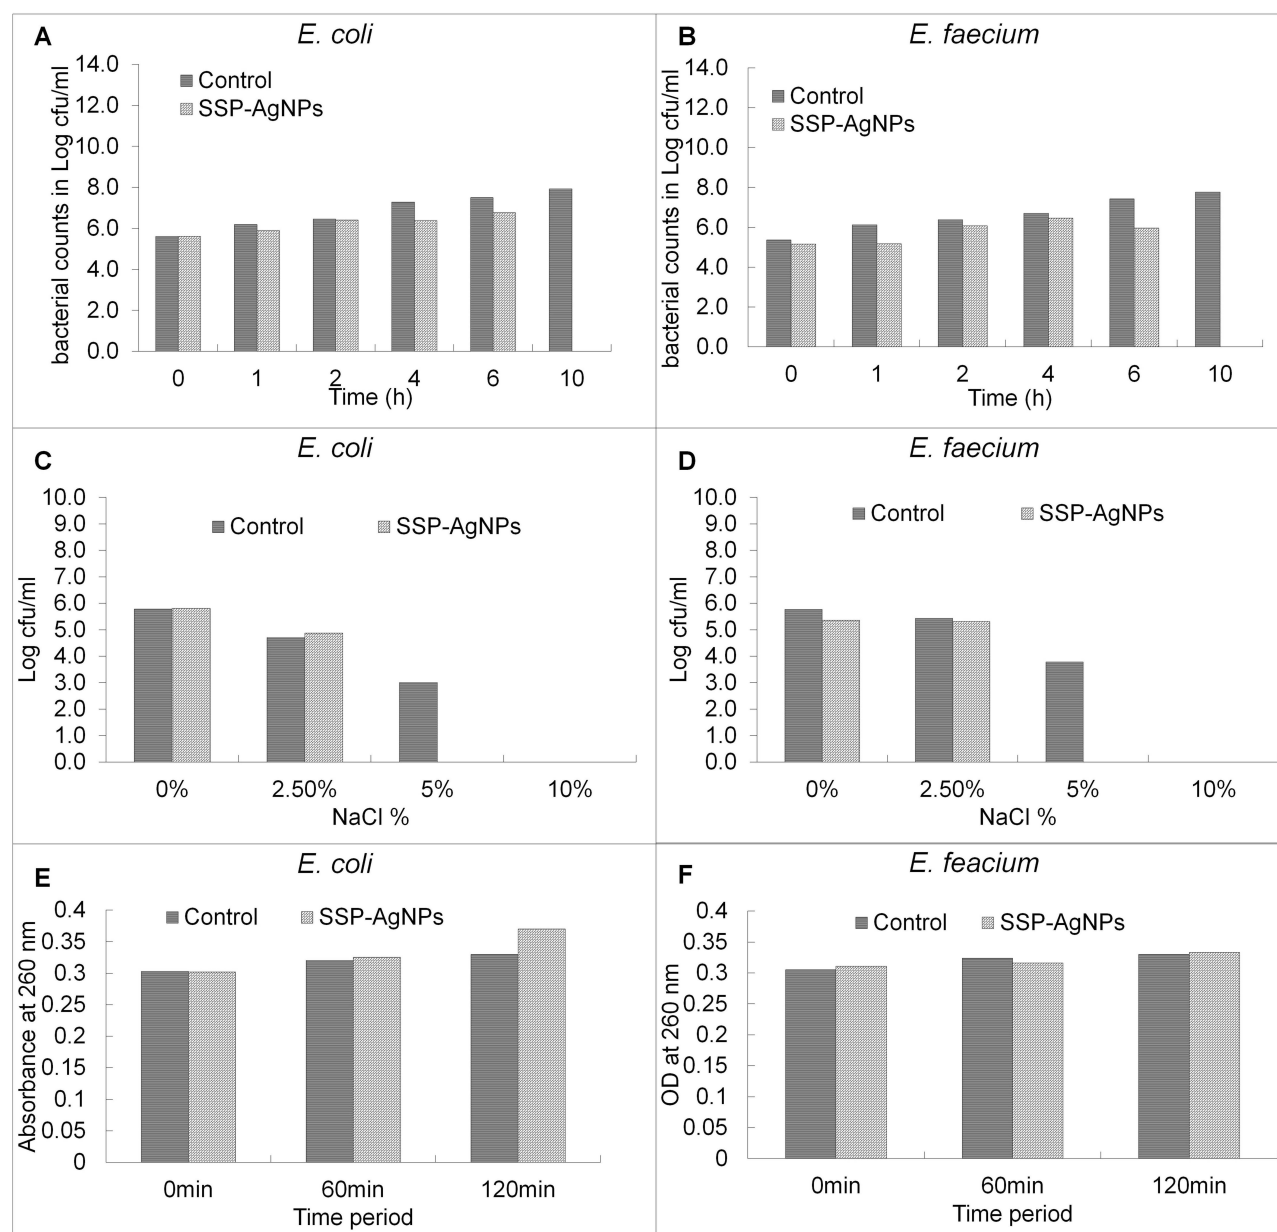 A
E. coli
bacterial counts in Log cfu/ml
14.0
12.0
10.0
8.0
6.0
4.0
2.0
0.0
Control
SSP-AgNPs
0 1 2 4 6 10
Time (h)
B
E. faecium
bacterial counts in Log cfu/ml
14.0
12.0
10.0
8.0
6.0
4.0
2.0
0.0
Control
SSP-AgNPs
0 1 2 4 6 10
Time (h)
C
E. coli
Log cfu/ml
10.0
9.0
8.0
7.0
6.0
5.0
4.0
3.0
2.0
1.0
0.0
Control SSP-AgNPs
0% 2.50% 5% 10%
NaCl %
D
E. faecium
Log cfu/ml
10.0
9.0
8.0
7.0
6.0
5.0
4.0
3.0
2.0
1.0
0.0
Control SSP-AgNPs
0% 2.50% 5% 10%
NaCl %
E
E. coli
Absorbance at 260 nm
0.4
0.35
0.3
0.25
0.2
0.15
0.1
0.05
0
Control SSP-AgNPs
0min 60min 120min
Time period
F
E. feacium
OD at 260 nm
0.4
0.35
0.3
0.25
0.2
0.15
0.1
0.05
0
Control SSP-AgNPs
0min 60min 120min
Time period